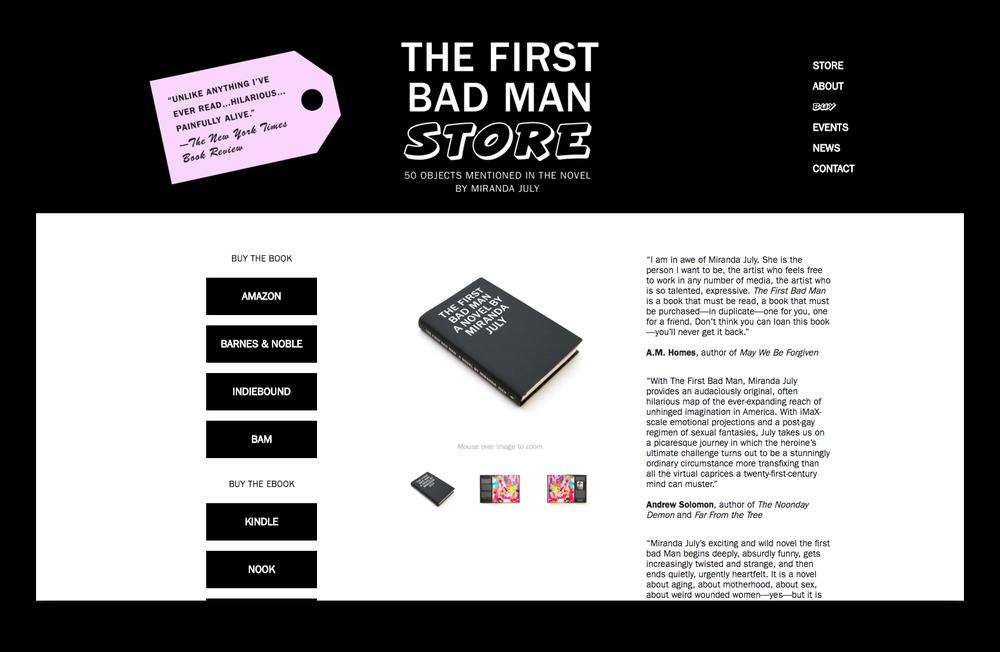 "UNLIKE ANYTHING I'VE
EVER READ...HILARIOUS...
PAINFULLY ALIVE."
—The New York Times
Book Review
THE FIRST
BAD MAN
STORE
50 OBJECTS MENTIONED IN THE NOVEL
BY MIRANDA JULY
STORE
ABOUT
BUY
EVENTS
NEWS
CONTACT
BUY THE BOOK
AMAZON
BARNES & NOBLE
INDIEBOUND
BAM
BUY THE EBOOK
KINDLE
NOOK
THE FIRST
BAD MAN
A NOVEL BY
MIRANDA
JULY
Mouse over image to zoom
"I am in awe of Miranda July. She is the
person I want to be, the artist who feels free
to work in any number of media, the artist who
is so talented, expressive. The First Bad Man
is a book that must be read, a book that must
be purchased—in duplicate—one for you, one
for a friend. Don't think you can loan this book
—you'll never get it back."
A.M. Homes, author of May We Be Forgiven
"With The First Bad Man, Miranda July
provides an audaciously original, often
hilarious map of the ever-expanding reach of
unhinged imagination in America. With iMaX-
scale emotional projections and a post-gay
regimen of sexual fantasies, July takes us on
a picaresque journey in which the heroine's
ultimate challenge turns out to be a stunningly
ordinary circumstance more transfixing than
all the virtual caprices a twenty-first-century
mind can muster."
Andrew Solomon, author of The Noonday
Demon and Far From the Tree
"Miranda July's exciting and wild novel the first
bad Man begins deeply, absurdly funny, gets
increasingly twisted and strange, and then
ends quietly, urgently heartfelt. It is a novel
about aging, about motherhood, about sex,
about weird wounded women—yes—but it is